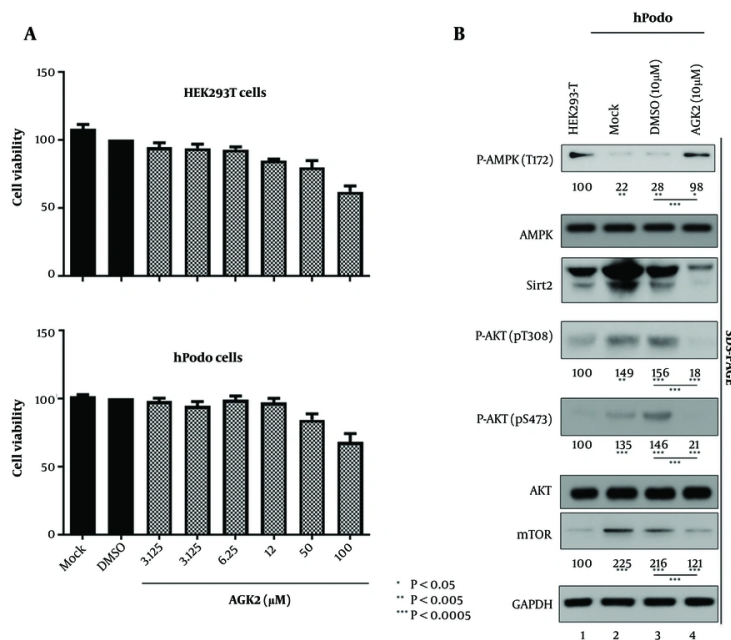 A
150
100
50
0
Cell viability
HEK293T cells
150
100
50
0
Cell viability
hPodo cells
Mock
DMSO
3.125
3.125
6.25
12
50
100
AGK2 (µM)
* P < 0.05
** P < 0.005
*** P < 0.0005
B
hPodo
HEK293-T
Mock
DMSO (10µM)
AGK2 (10µM)
P-AMPK (T172)
100 22 28 98
** ** *
***
AMPK
Sirt2
P-AKT (pT308)
100 149 156 18
** *** ***
***
P-AKT (pS473)
100 135 146 21
*** *** ***
***
AKT
mTOR
100 225 216 121
*** *** ***
***
GAPDH
1 2 3 4
SDS-PAGE